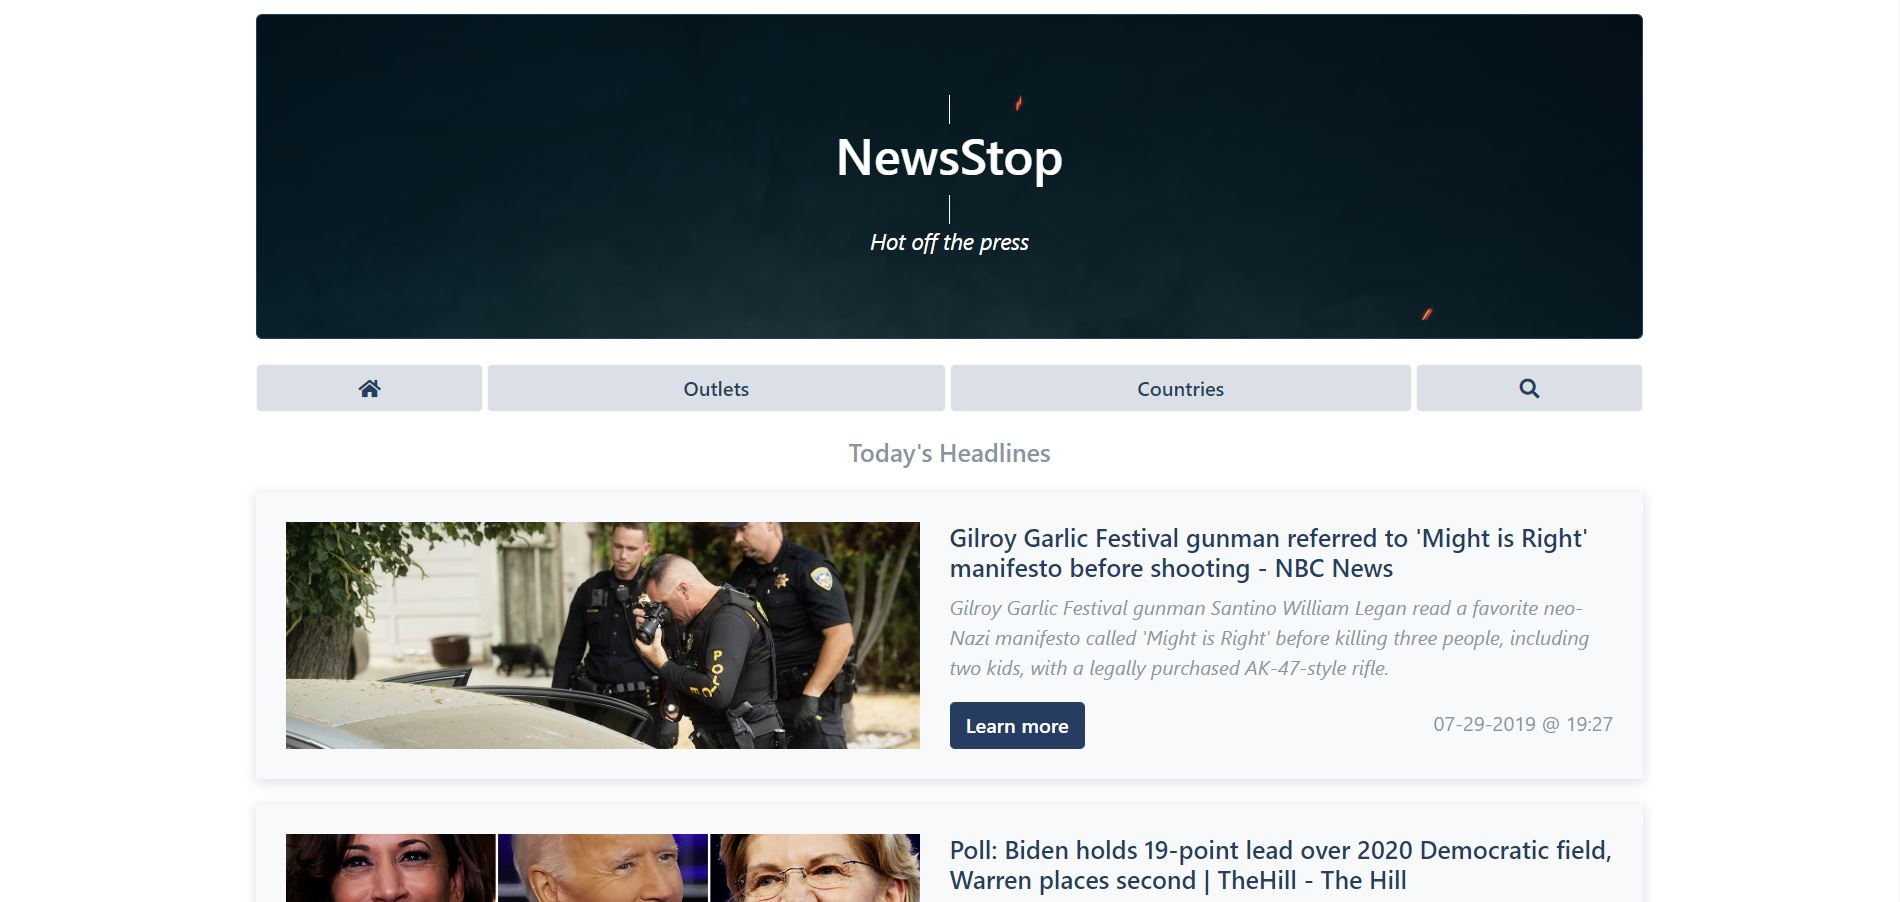 NewsStop
Hot off the press
Outlets
Countries
Today's Headlines
Gilroy Garlic Festival gunman referred to 'Might is Right'
manifesto before shooting - NBC News
Gilroy Garlic Festival gunman Santino William Legan read a favorite neo-
Nazi manifesto called 'Might is Right' before killing three people, including
two kids, with a legally purchased AK-47-style rifle.
POL
Learn more
07-29-2019 @ 19:27
Poll: Biden holds 19-point lead over 2020 Democratic field,
Warren places second | TheHill - The Hill